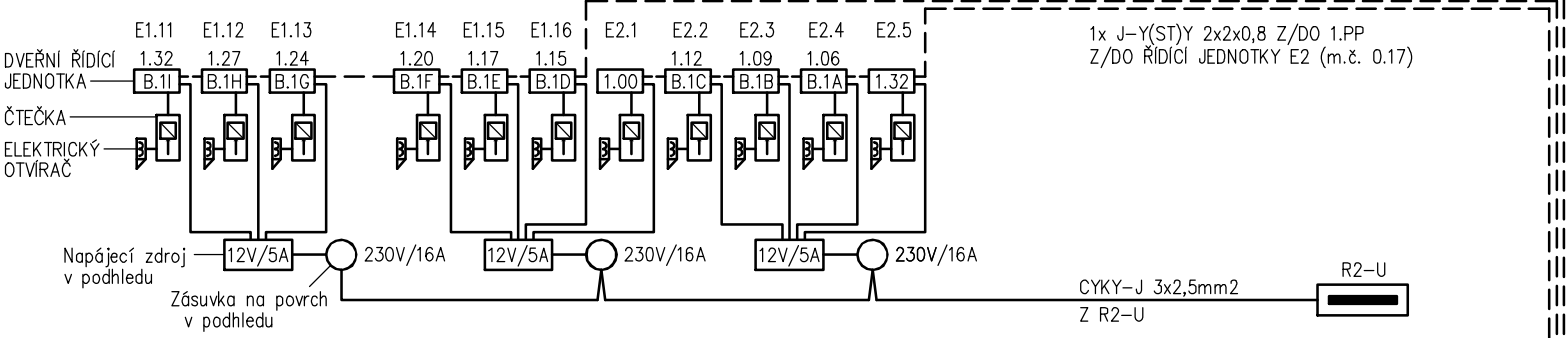 E1.11 E1.12 E1.13 E1.14 E1.15 E1.16 E2.1 E2.2 E2.3 E2.4 E2.5
1x J-Y(ST)Y 2x2x0,8 Z/DO 1.PP
Z/DO ŘÍDÍCÍ JEDNOTKY E2 (m.č. 0.17)
DVEŘNÍ ŘÍDÍCÍ
JEDNOTKA
1.32 1.27 1.24 1.20 1.17 1.15 1.12 1.09 1.06
B.1I B.1H B.1G B.1F B.1E B.1D 1.00 B.1C B.1B B.1A 1.32
ČTEČKA
ELEKTRICKÝ
OTVÍRAČ
Napájecí zdroj
v podhledu
12V/5A 230V/16A 12V/5A 230V/16A 12V/5A 230V/16A
Zásuvka na povrch
v podhledu
CYKY-J 3x2,5mm2
Z R2-U
R2-U